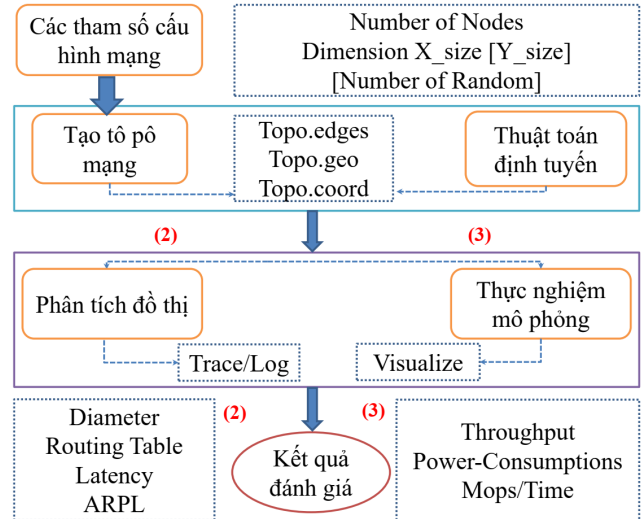 Các tham số cấu
hình mạng
Number of Nodes
Dimension X_size [Y_size]
[Number of Random]
Tạo tô pô
mạng
Topo.edges
Topo.geo
Topo.coord
Thuật toán
định tuyến
(2)
(3)
Phân tích đồ thị
Thực nghiệm
mô phỏng
Trace/Log
Visualize
(2)
(3)
Diameter
Routing Table
Latency
ARPL
Kết quả
đánh giá
Throughput
Power-Consumptions
Mops/Time